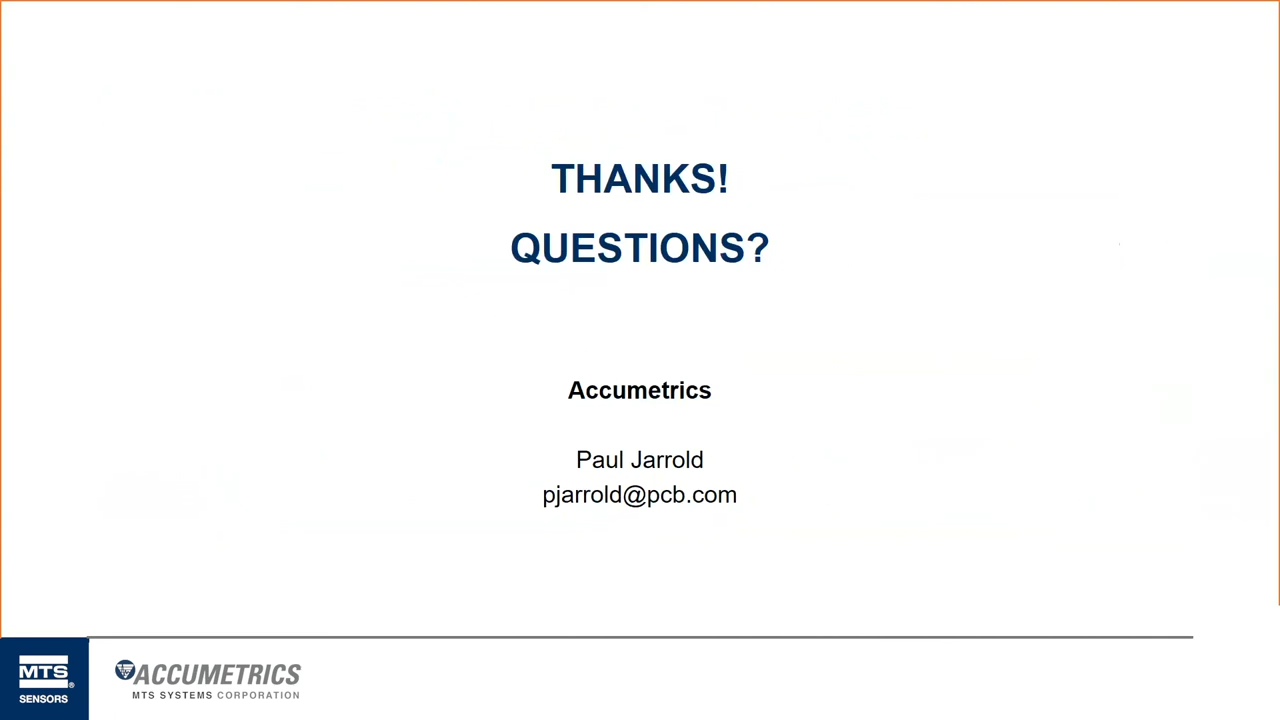 THANKS!
QUESTIONS?
Accumetrics
Paul Jarrold
pjarrold@pcb.com
MTS®
SENSORS
ACCUMETRICS
MTS SYSTEMS CORPORATION